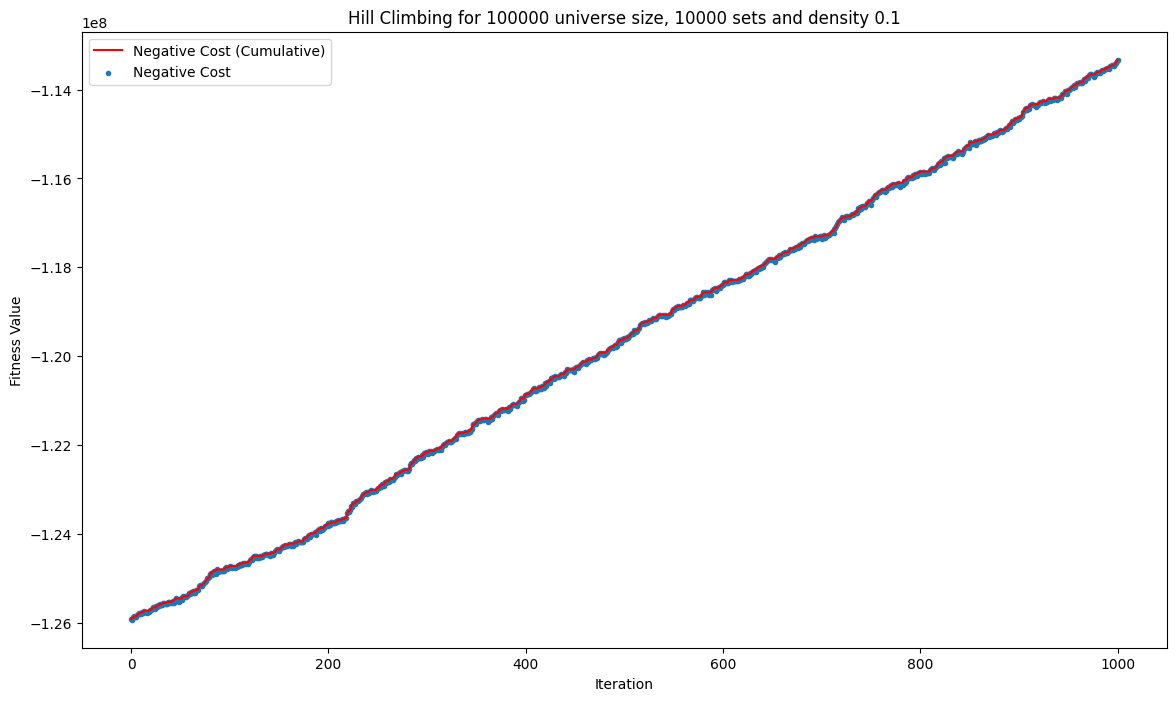 Hill Climbing for 100000 universe size, 10000 sets and density 0.1
1e8
Negative Cost (Cumulative)
Negative Cost
−1.14
−1.16
−1.18
−1.20
−1.22
−1.24
−1.26
Fitness Value
0
200
400
600
800
1000
Iteration